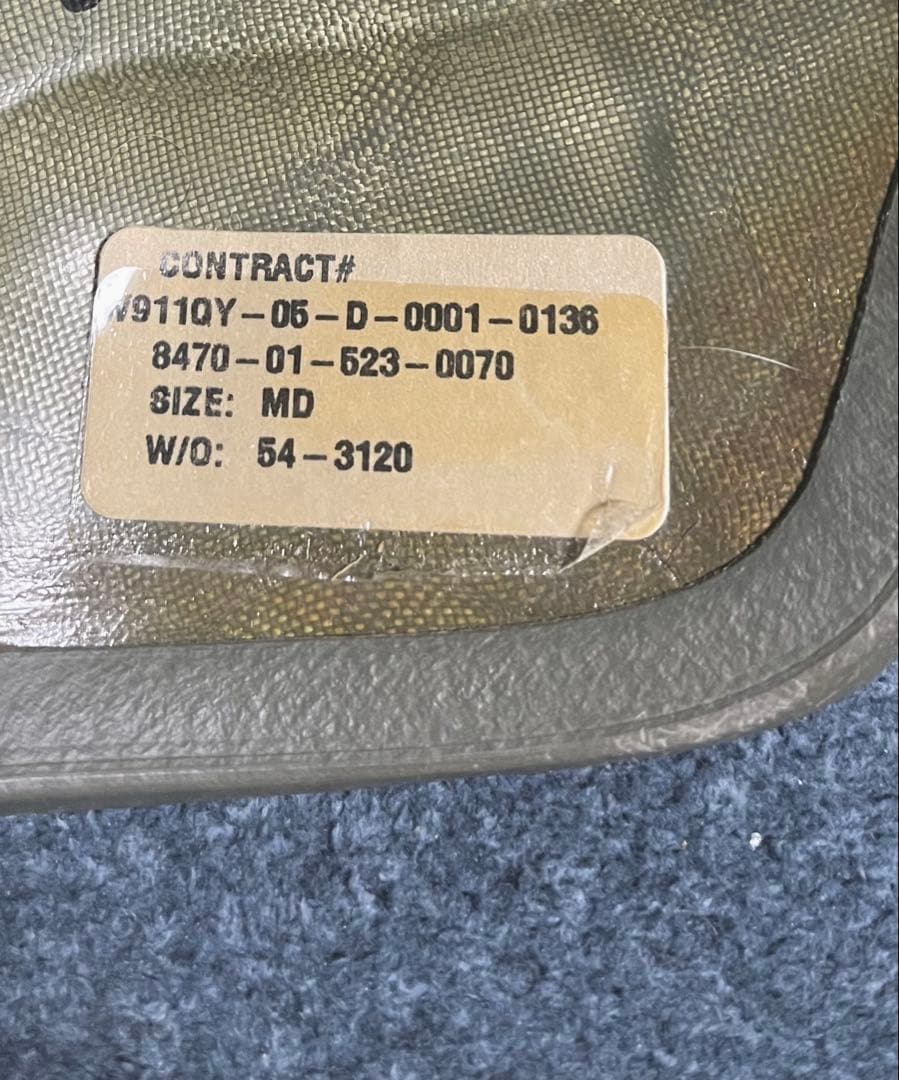 CONTRACT#
W911QY-05-D-0001-0136
8470-01-523-0070
SIZE: MD
W/O: 54-3120